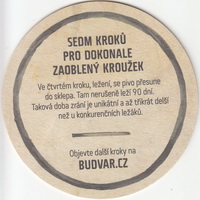 SEDM KROKŮ
PRO DOKONALE
ZAOBLENÝ KROUŽEK
Ve čtvrtém kroku, ležení, se pivo přesune
do sklepa. Tam nerušeně leží 90 dní.
Taková doba zrání je unikátní a až třikrát delší
než u konkurenčních ležáků.
Objevte další kroky na
BUDVAR.CZ